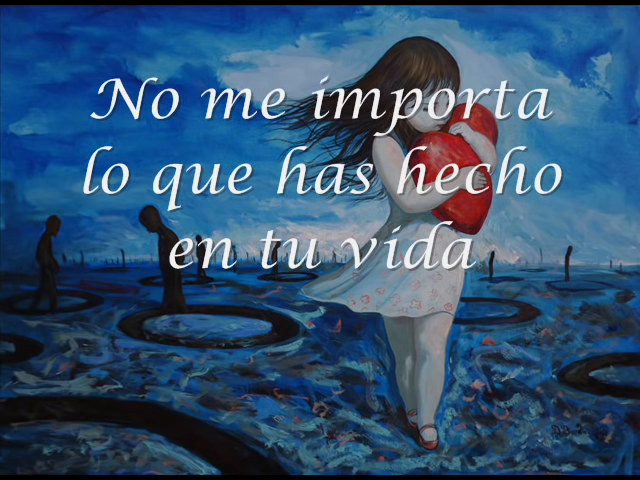 No me importa
lo que has hecho
en tu vida